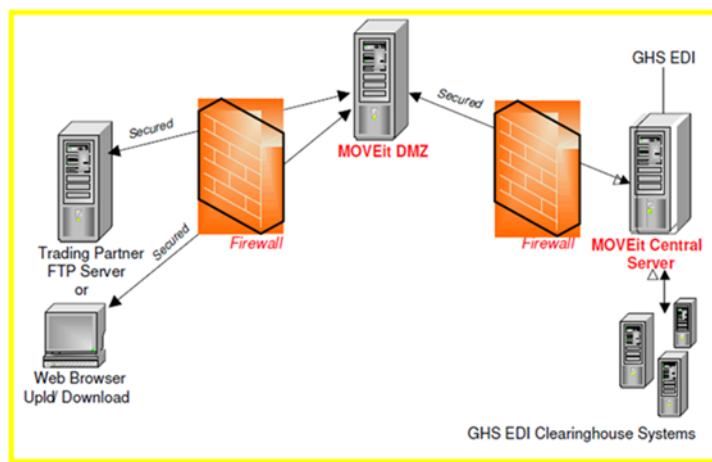 GHS EDI
Secured
Secured
MOVEit DMZ
Secured
Firewall
Firewall
Trading Partner
FTP Server
or
MOVEit Central
Server
Web Browser
Upld/ Download
GHS EDI Clearinghouse Systems